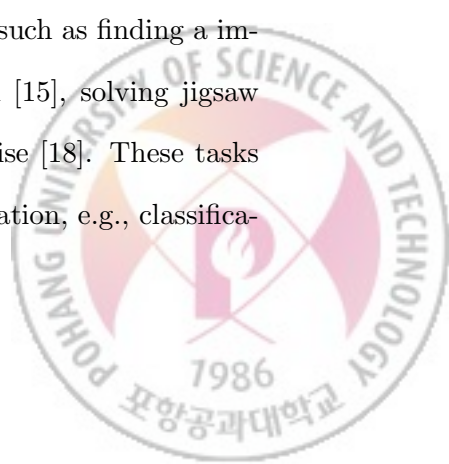 such as finding a im-
[15], solving jigsaw
ise [18]. These tasks
ation, e.g., classifica-
POHANG UNIVERSITY OF SCIENCE AND TECHNOLOGY
1986
포항공과대학교